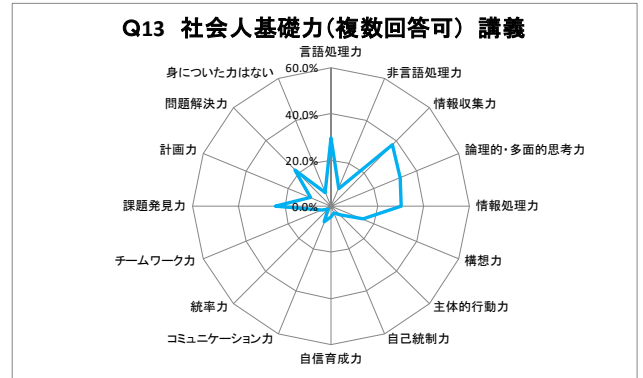 Q13 社会人基礎力(複数回答可) 講義
言語処理力
非言語処理力
情報収集力
論理的・多面的思考力
情報処理力
構想力
主体的行動力
自己統制力
自信育成力
コミュニケーション力
統率力
チームワーク力
課題発見力
計画力
問題解決力
身についた力はない
60.0%
40.0%
20.0%
0.0%